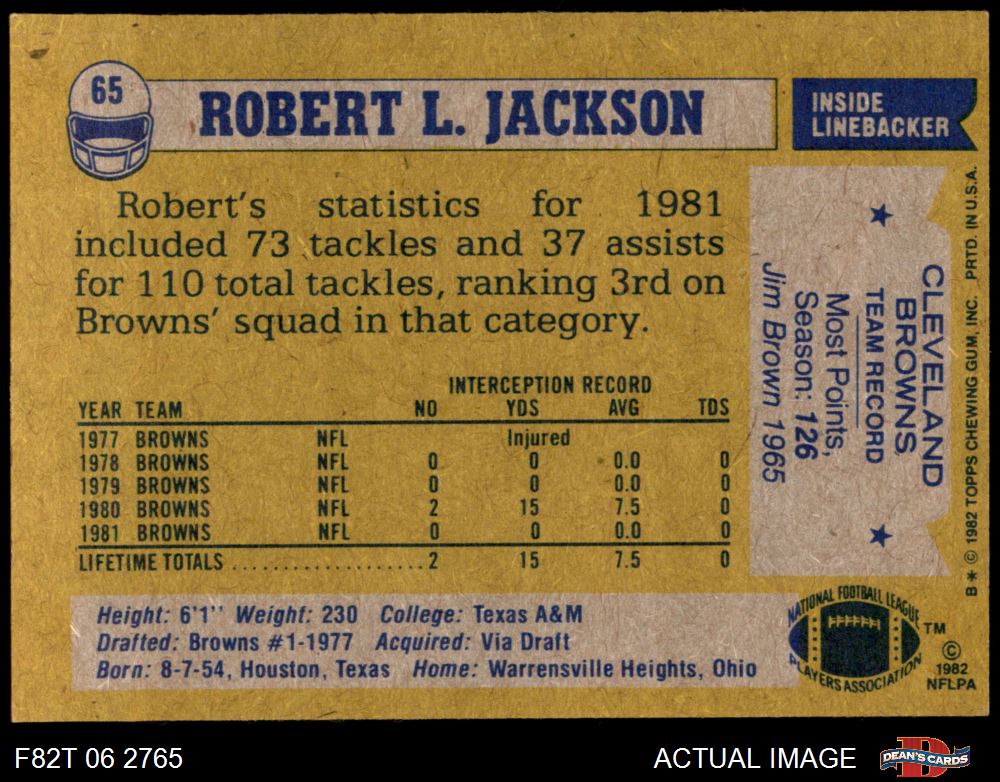 65
ROBERT L. JACKSON
INSIDE
LINEBACKER
Robert's statistics for 1981
included 73 tackles and 37 assists
for 110 total tackles, ranking 3rd on
Browns' squad in that category.
INTERCEPTION RECORD
YEAR TEAM NO YDS AVG TDS
1977 BROWNS NFL Injured
1978 BROWNS NFL 0 0 0.0 0
1979 BROWNS NFL 0 0 0.0 0
1980 BROWNS NFL 2 15 7.5 0
1981 BROWNS NFL 0 0 0.0 0
LIFETIME TOTALS ................... 2 15 7.5 0
Height: 6'1'' Weight: 230 College: Texas A&M
Drafted: Browns #1-1977 Acquired: Via Draft
Born: 8-7-54, Houston, Texas Home: Warrensville Heights, Ohio
★ CLEVELAND
BROWNS
TEAM RECORD ★
Most Points,
Season: 126
Jim Brown 1965
B* © 1982 TOPPS CHEWING GUM, INC. PRTD. IN U.S.A.
NATIONAL FOOTBALL LEAGUE
PLAYERS ASSOCIATION
TM
©
1982
NFLPA
F82T 06 2765
ACTUAL IMAGE
D
DEAN'S CARDS